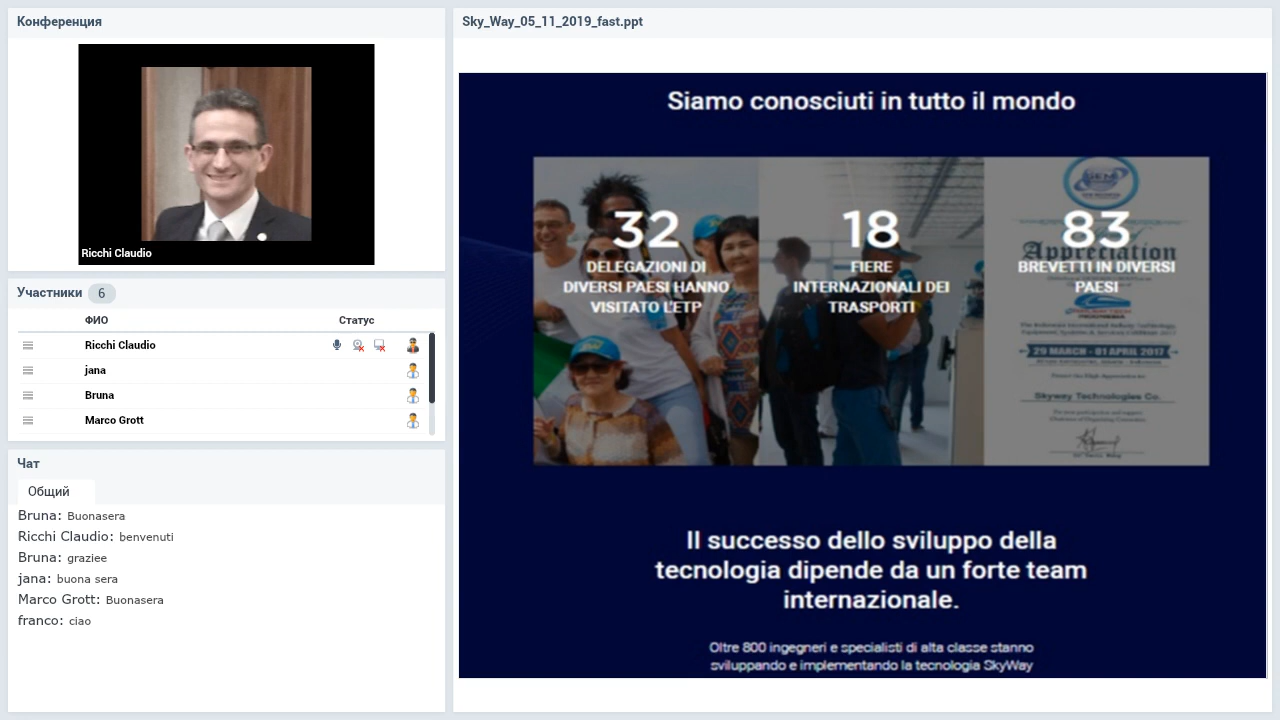 Конференция
Ricchi Claudio
Участники 6
ФИО Статус
Ricchi Claudio
jana
Bruna
Marco Grott
Чат
Общий
Bruna: Buonasera
Ricchi Claudio: benvenuti
Bruna: graziee
jana: buona sera
Marco Grott: Buonasera
franco: ciao
Sky_Way_05_11_2019_fast.ppt
Siamo conosciuti in tutto il mondo
32
DELEGAZIONI DI
DIVERSI PAESI HANNO
VISITATO L'ETP
18
FIERE
INTERNAZIONALI DEI
TRASPORTI
83
BREVETTI IN DIVERSI
PAESI
Appreciation
29 MARCH - 01 APRIL 2017
Skyway Technologies Co.
Il successo dello sviluppo della
tecnologia dipende da un forte team
internazionale.
Oltre 800 ingegneri e specialisti di alta classe stanno
sviluppando e implementando la tecnologia SkyWay